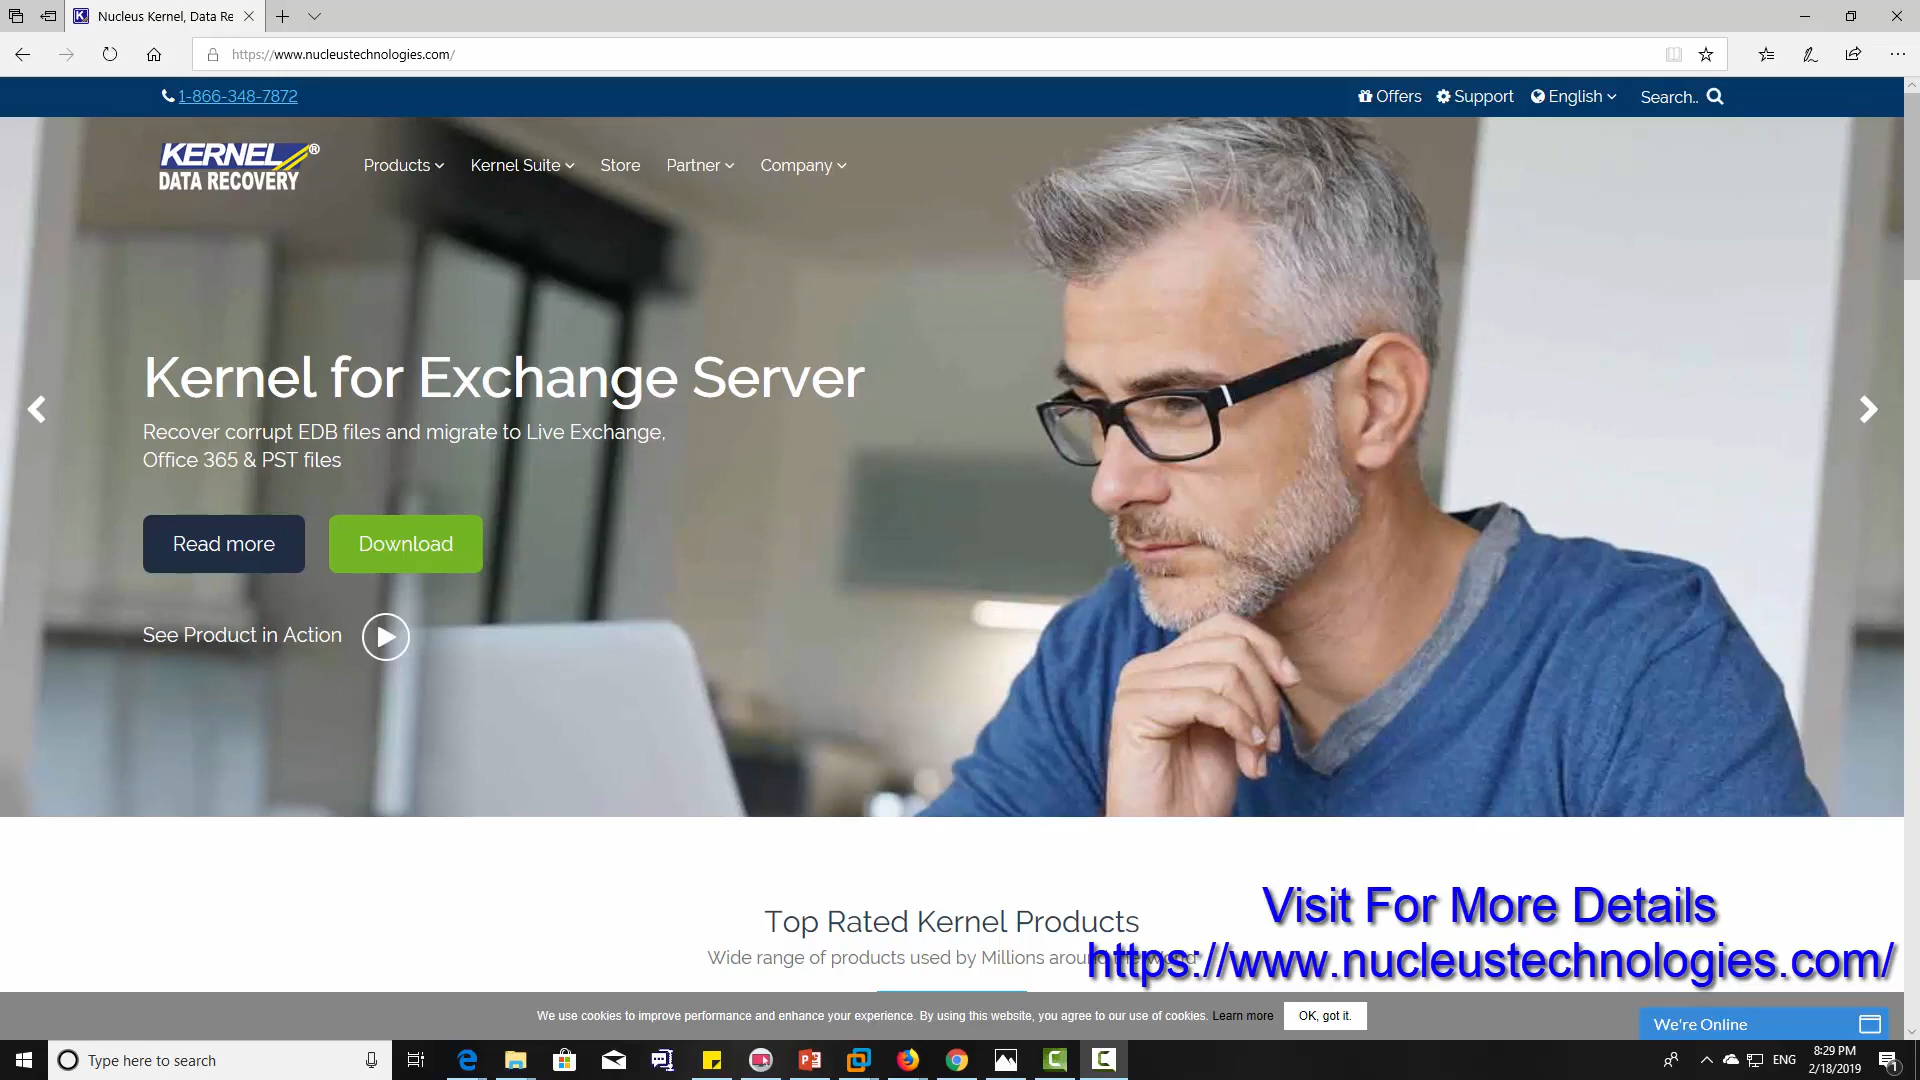 Nucleus Kernel, Data Re
https://www.nucleustechnologies.com/
1-866-348-7872
Offers
Support
English
Search..
KERNEL®
DATA RECOVERY
Products
Kernel Suite
Store
Partner
Company
Kernel for Exchange Server
Recover corrupt EDB files and migrate to Live Exchange,
Office 365 & PST files
Read more
Download
See Product in Action
Top Rated Kernel Products
Visit For More Details
Wide range of products used by Millions around the World
https://www.nucleustechnologies.com/
We use cookies to improve performance and enhance your experience. By using this website, you agree to our use of cookies. Learn more
OK, got it.
We're Online
Type here to search
ENG
8:29 PM
2/18/2019
1